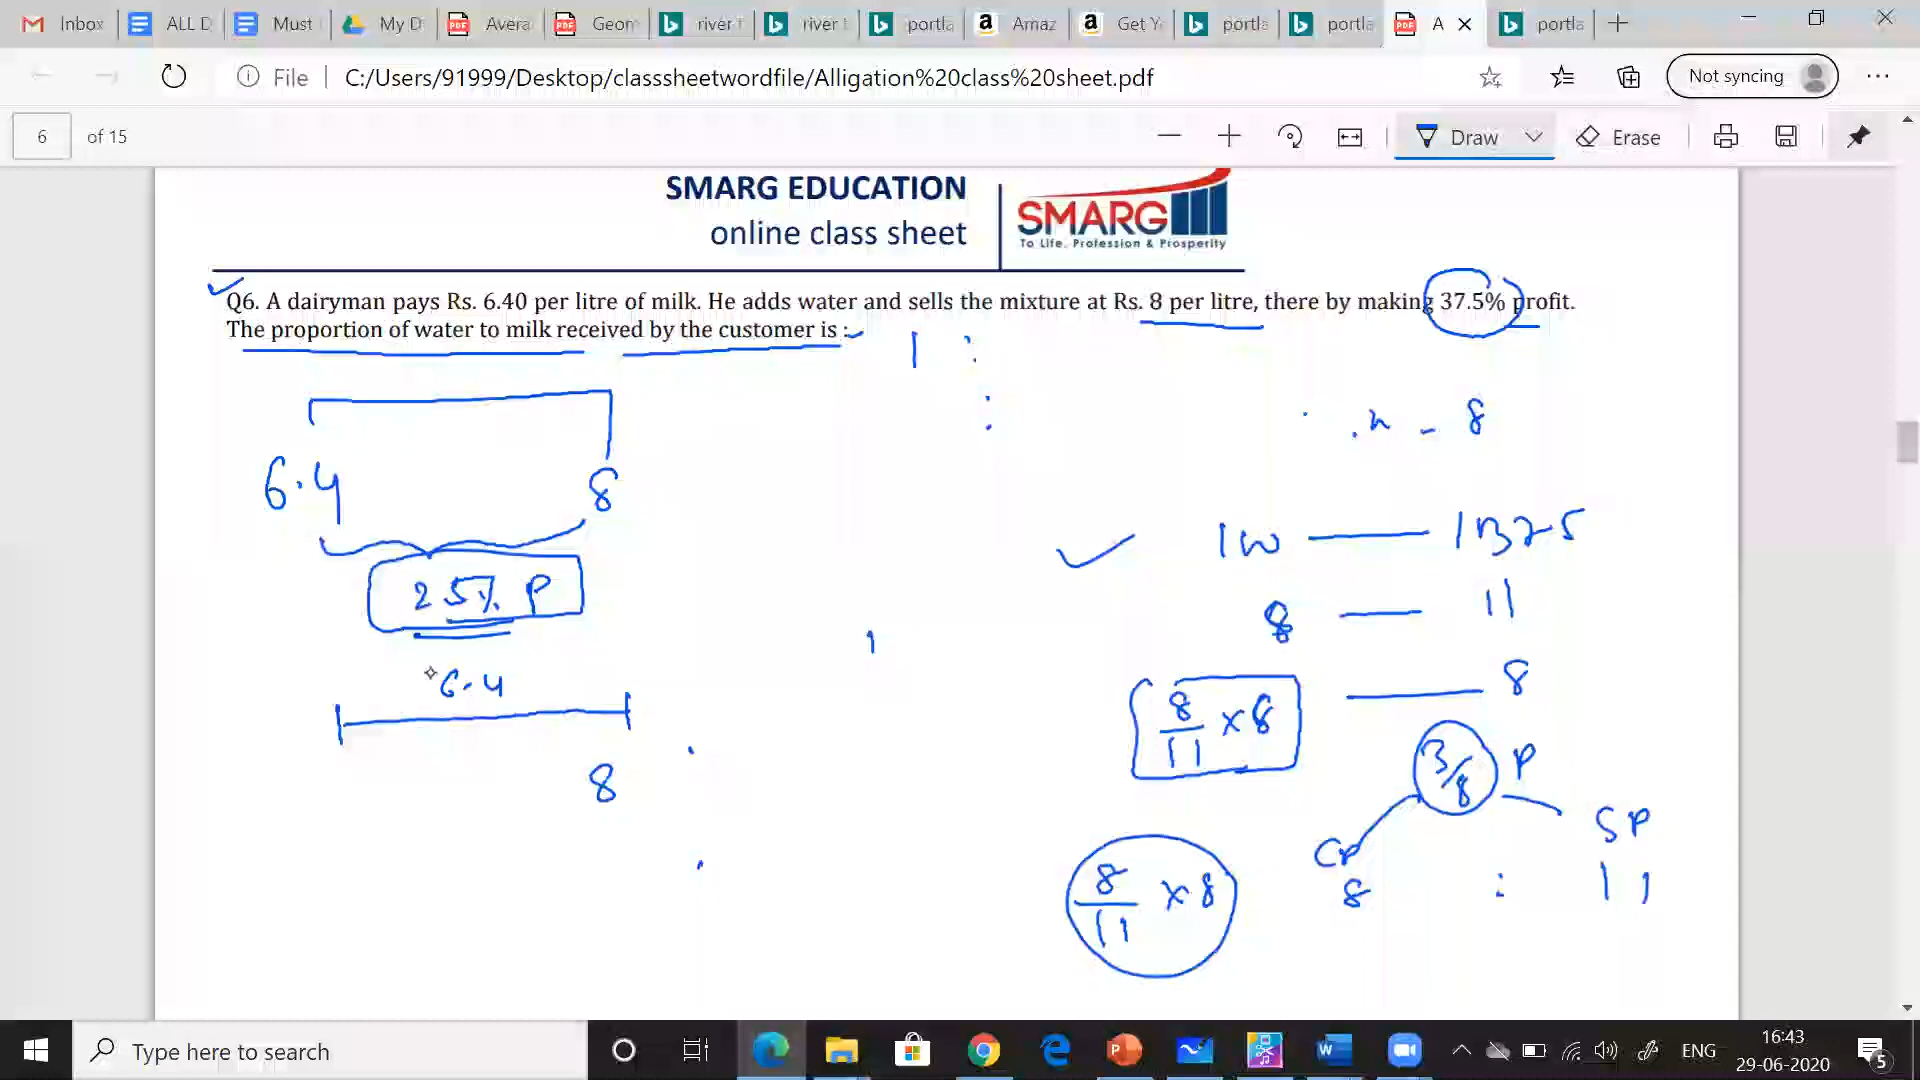 Inbox ALL D Must My D Avera Geom river river portla Amaz Get Y portla portla A portla
File C:/Users/91999/Desktop/classsheetwordfile/Alligation%20class%20sheet.pdf Not syncing
6 of 15 Draw Erase
SMARG EDUCATION
online class sheet
SMARG
To Life, Profession & Prosperity
Q6. A dairyman pays Rs. 6.40 per litre of milk. He adds water and sells the mixture at Rs. 8 per litre, there by making 37.5% profit.
The proportion of water to milk received by the customer is :
1 :
: 8
6.4 8
25% P
8 11
8
6.4
8/11 × 8
3/8 P
8
CP SP
8 : 11
8/11 × 8
Type here to search
ENG
16:43
29-06-2020
5